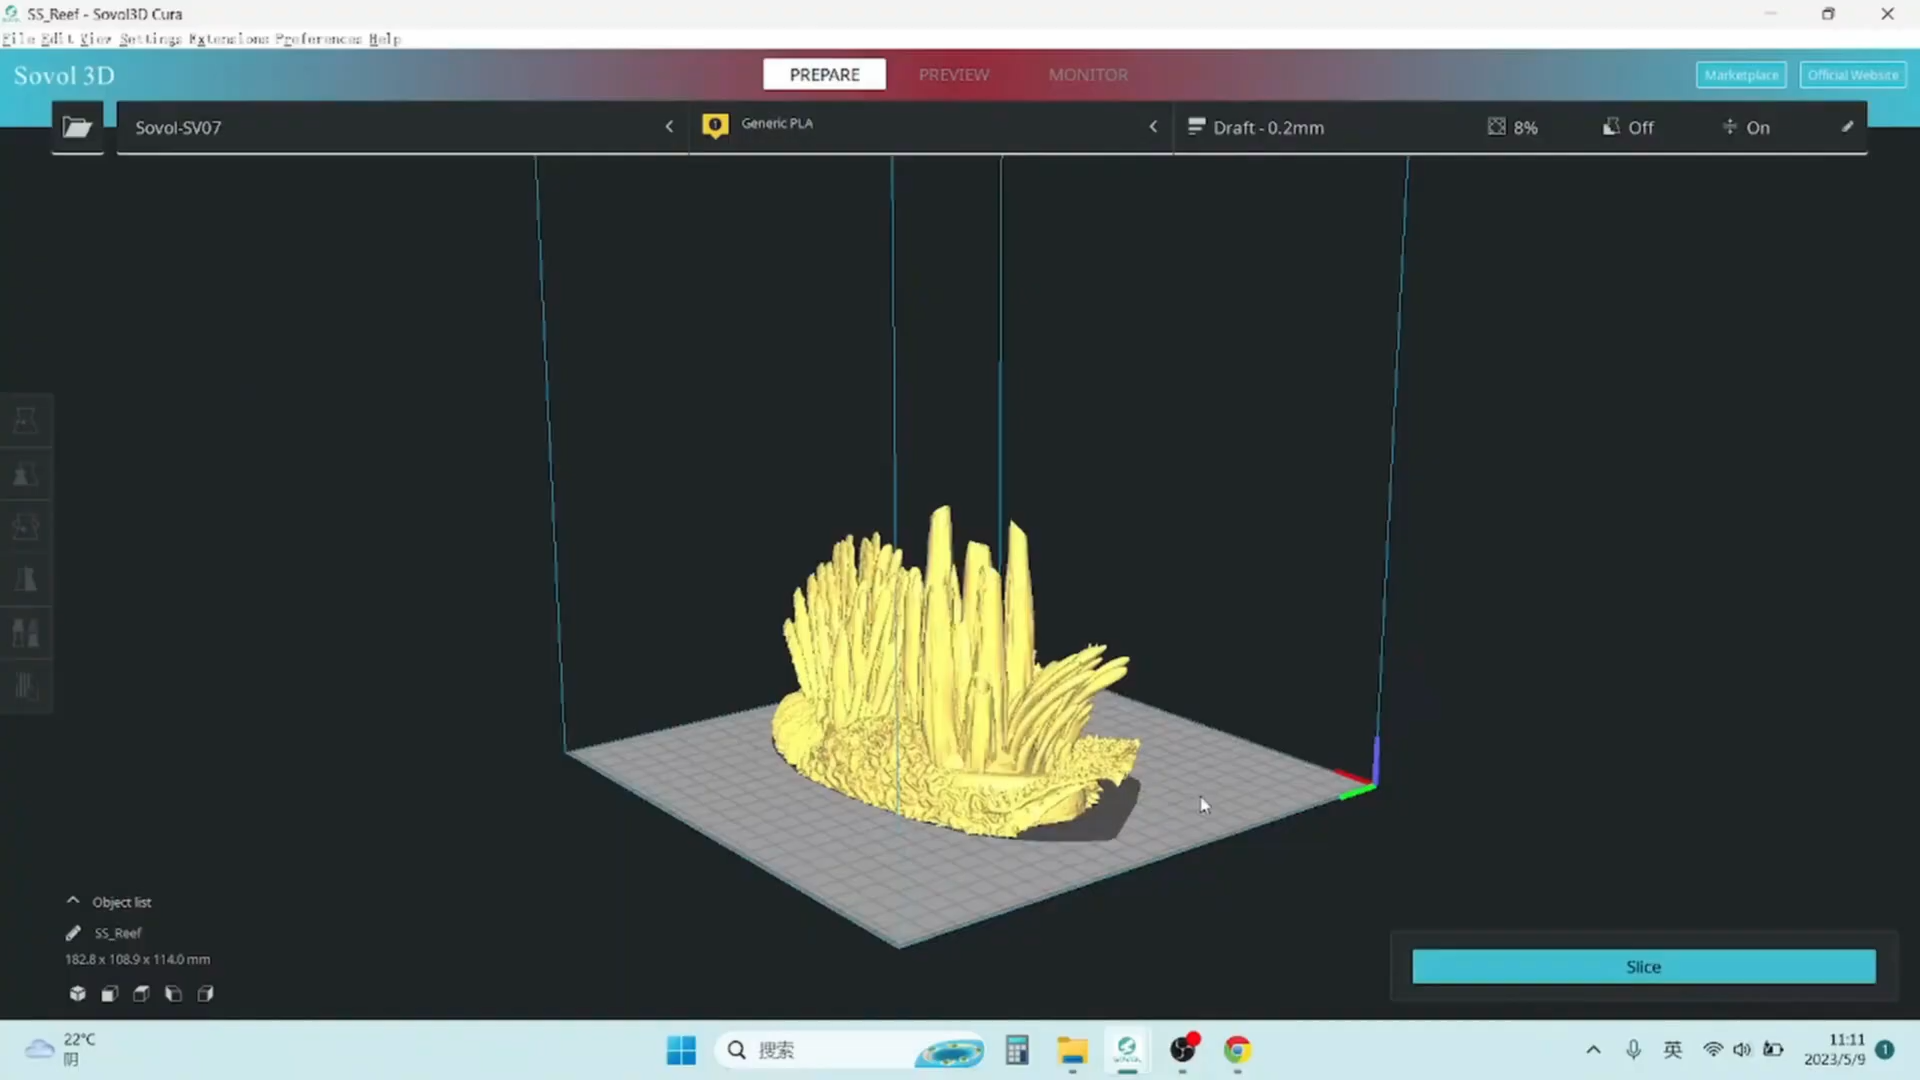 SS_Reef - Sovol3D Cura
File Edit View Settings Extensions Preferences Help
Sovol 3D
PREPARE
PREVIEW
MONITOR
Marketplace
Official Website
Sovol-SV07
Generic PLA
Draft - 0.2mm
8%
Off
On
Object list
SS_Reef
182.8 x 108.9 x 114.0 mm
Slice
22°C
阴
搜索
SOVOL
英
11:11
2023/5/9
1